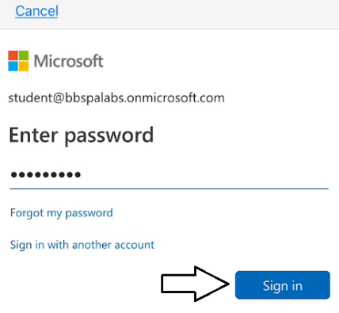 Cancel
Microsoft
student@bbspalabs.onmicrosoft.com
Enter password
•••••••••
Forgot my password
Sign in with another account
Sign in